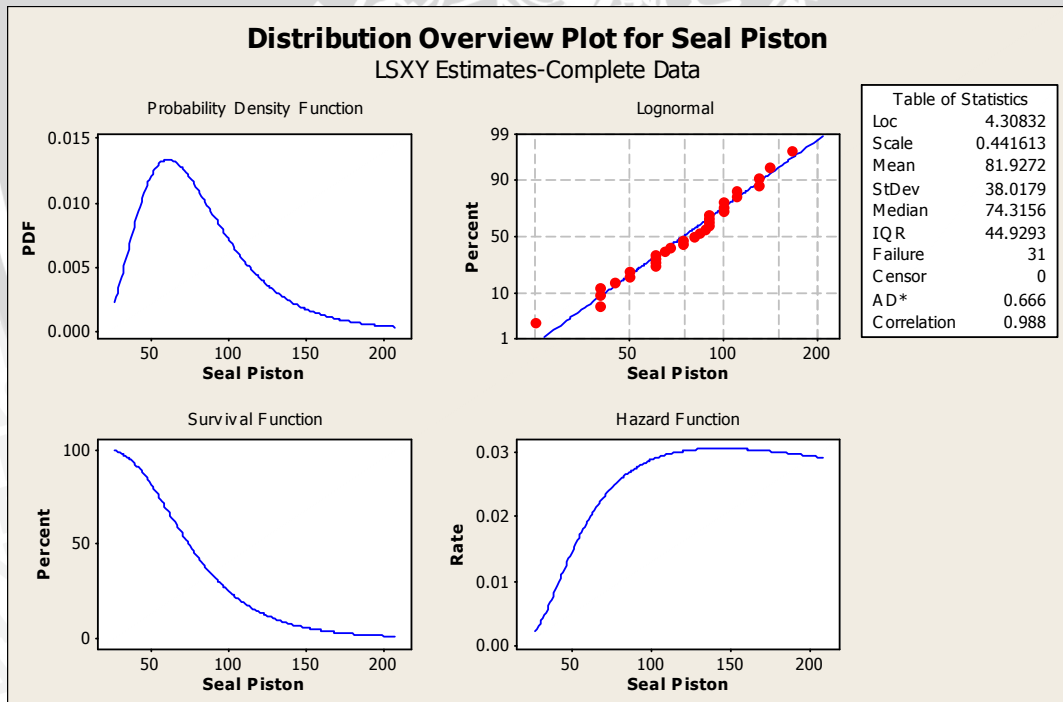 Distribution Overview Plot for Seal Piston
LSXY Estimates-Complete Data
Probability Density Function
0.015
0.010
0.005
0.000
PDF
50 100 150 200
Seal Piston
Lognormal
99
90
50
10
1
Percent
50 100 200
Seal Piston
Table of Statistics
Loc 4.30832
Scale 0.441613
Mean 81.9272
StDev 38.0179
Median 74.3156
IQR 44.9293
Failure 31
Censor 0
AD* 0.666
Correlation 0.988
Survival Function
100
50
0
Percent
50 100 150 200
Seal Piston
Hazard Function
0.03
0.02
0.01
0.00
Rate
50 100 150 200
Seal Piston